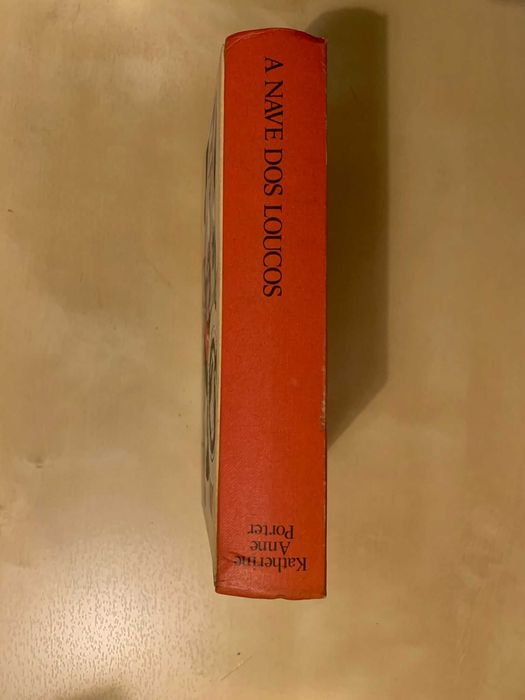 A NAVE DOS LOUCOS
Katherine
Anne
Porter